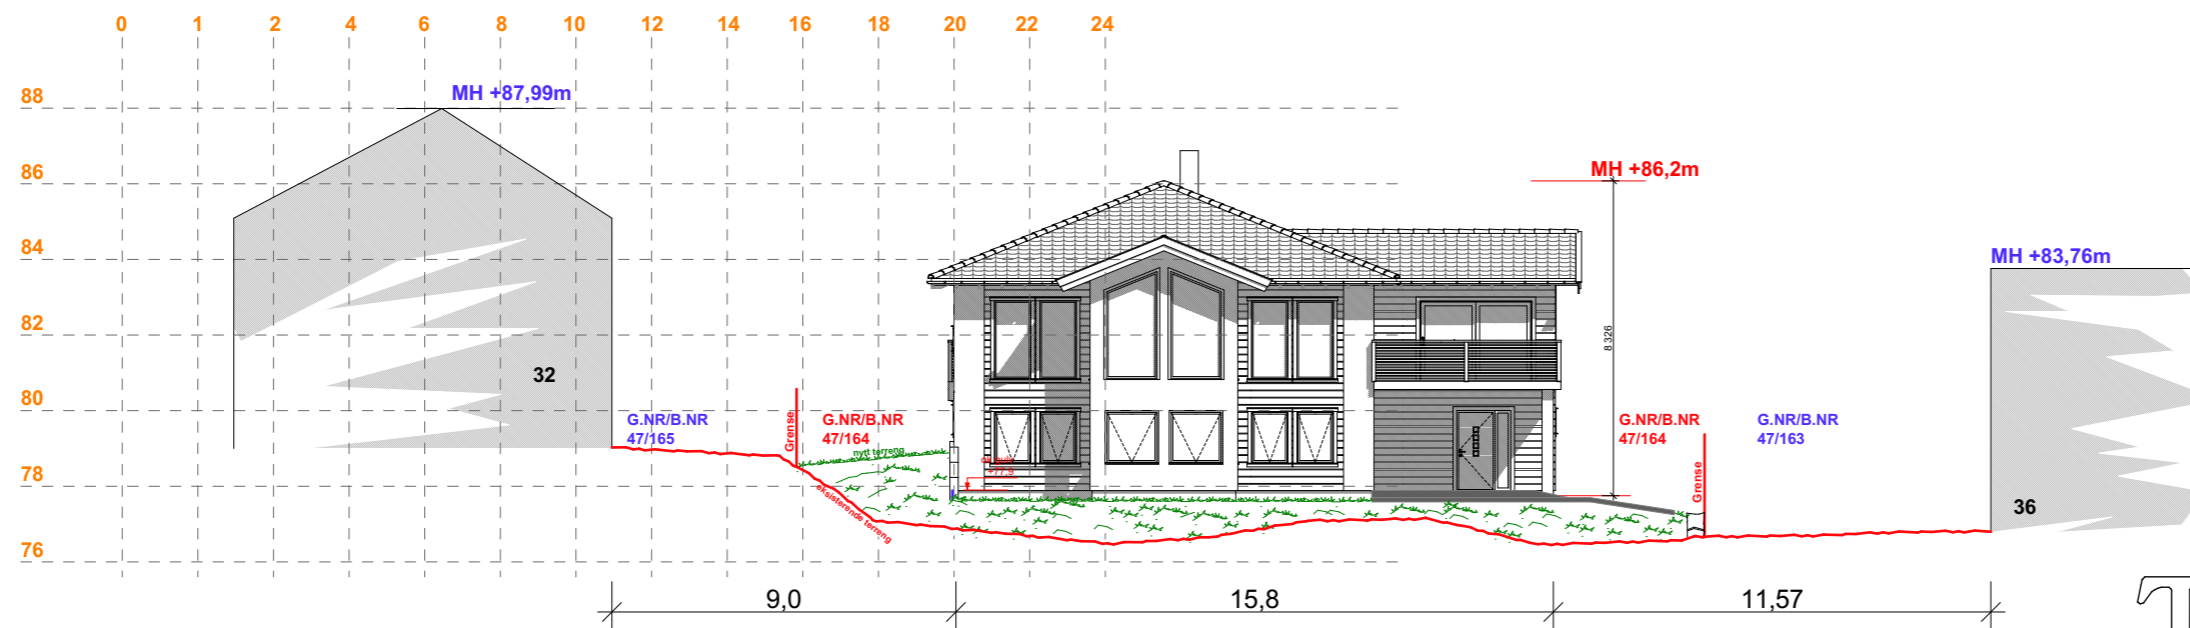 0 1 2 4 6 8 10 12 14 16 18 20 22 24
88
86
84
82
80
78
76
MH +87,99m
MH +86,2m
MH +83,76m
8 326
32
36
G.NR/B.NR
47/165
Grense
G.NR/B.NR
47/164
nytt terreng
eksisterende terreng
+77,9
G.NR/B.NR
47/164
Grense
G.NR/B.NR
47/163
9,0
15,8
11,57